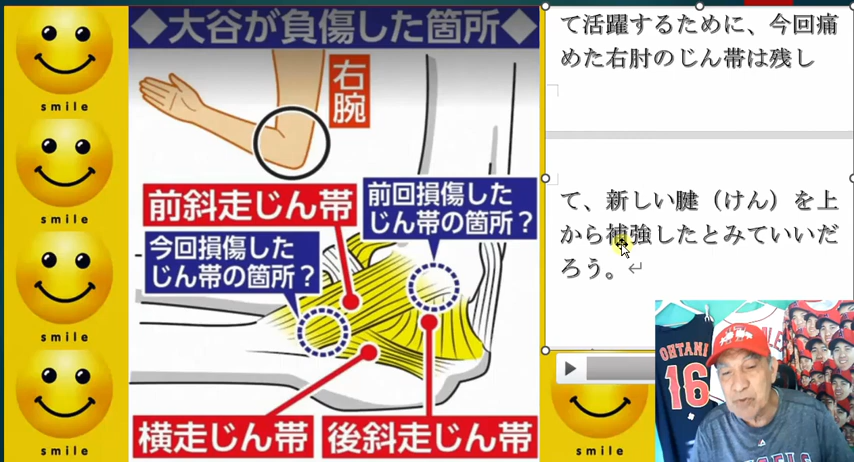 ◆大谷が負傷した箇所◆
smile
smile
smile
smile
右腕
前斜走じん帯
前回損傷した
じん帯の箇所？
今回損傷した
じん帯の箇所？
横走じん帯
後斜走じん帯
て活躍するために、今回痛
めた右肘のじん帯は残し
て、新しい腱（けん）を上
から補強したとみていいだ
ろう。
OHTANI
16
smile